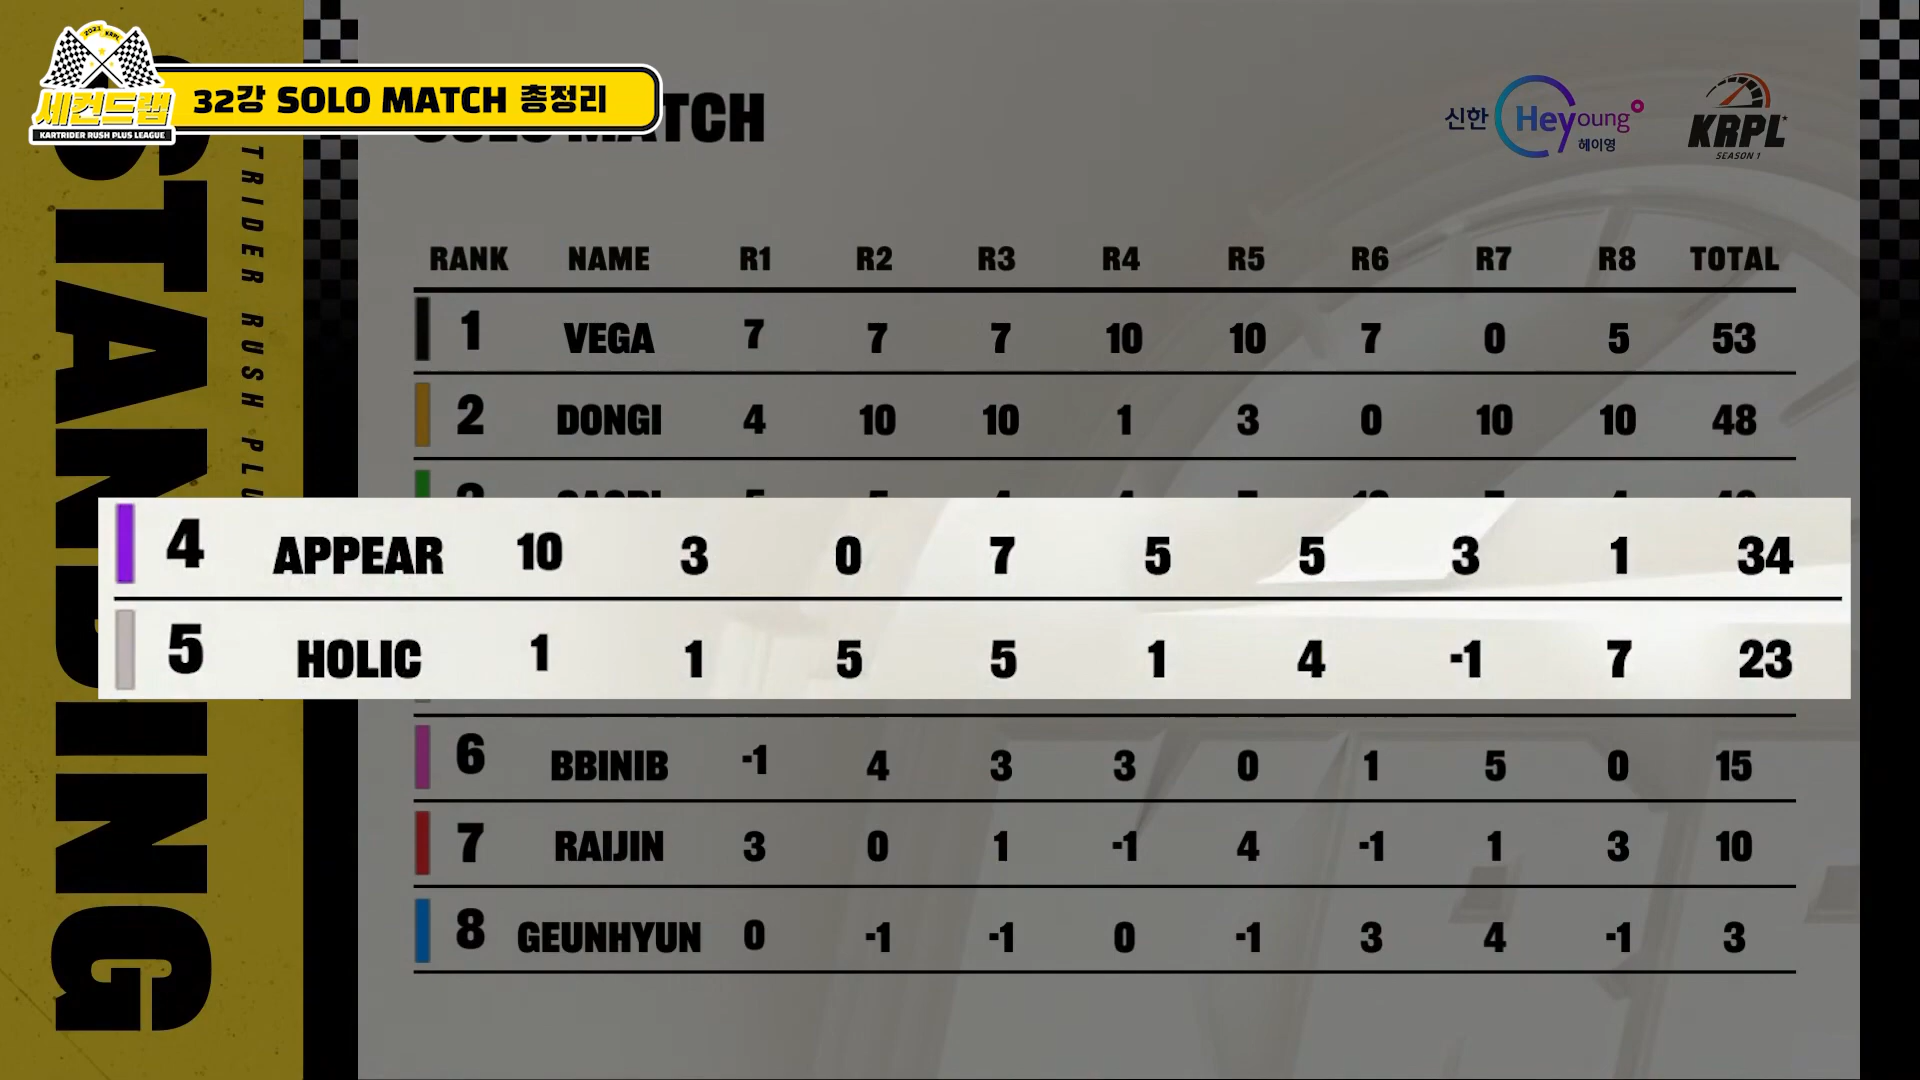 2021 KRPL
세컨드랩
KARTRIDER RUSH PLUS LEAGUE
32강 SOLO MATCH 총정리
신한 Heyoung 헤이영
KRPL
SEASON 1
STANDING
RANK NAME R1 R2 R3 R4 R5 R6 R7 R8 TOTAL
1 VEGA 7 7 7 10 10 7 0 5 53
2 DONGI 4 10 10 1 3 0 10 10 48
4 APPEAR 10 3 0 7 5 5 3 1 34
5 HOLIC 1 1 5 5 1 4 -1 7 23
6 BBINIB -1 4 3 3 0 1 5 0 15
7 RAIJIN 3 0 1 -1 4 -1 1 3 10
8 GEUNHYUN 0 -1 -1 0 -1 3 4 -1 3